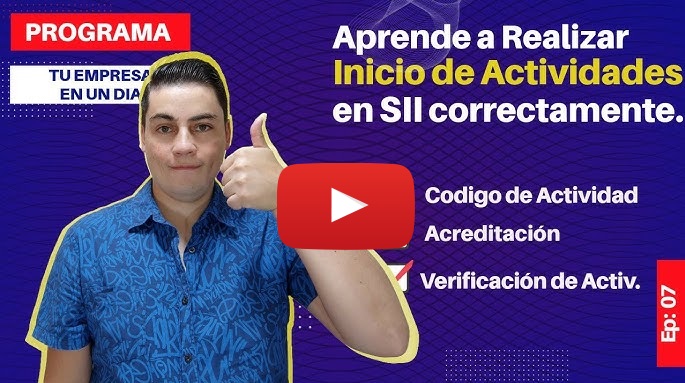 PROGRAMA
TU EMPRESA
EN UN DIA
Aprende a Realizar
Inicio de Actividades
en SII correctamente.
Codigo de Actividad
Acreditación
Verificación de Activ.
Ep: 07